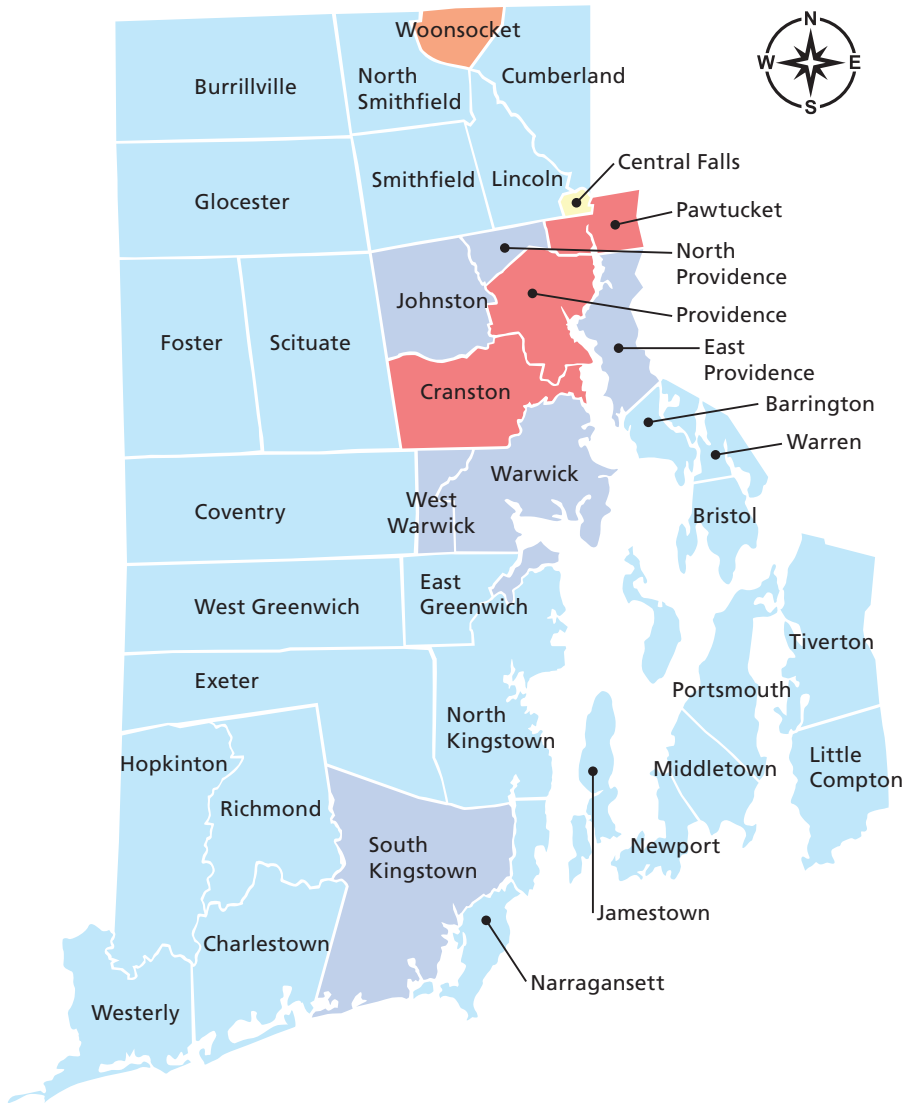 N
W
E
S
Woonsocket
Burrillville
North
Smithfield
Cumberland
Central Falls
Smithfield
Lincoln
Glocester
Pawtucket
North
Providence
Johnston
Providence
Foster
Scituate
East
Providence
Cranston
Barrington
Warren
Warwick
West
Warwick
Coventry
Bristol
East
Greenwich
West Greenwich
Tiverton
Exeter
Portsmouth
North
Kingstown
Hopkinton
Middletown
Little
Compton
Richmond
South
Kingstown
Newport
Jamestown
Charlestown
Narragansett
Westerly